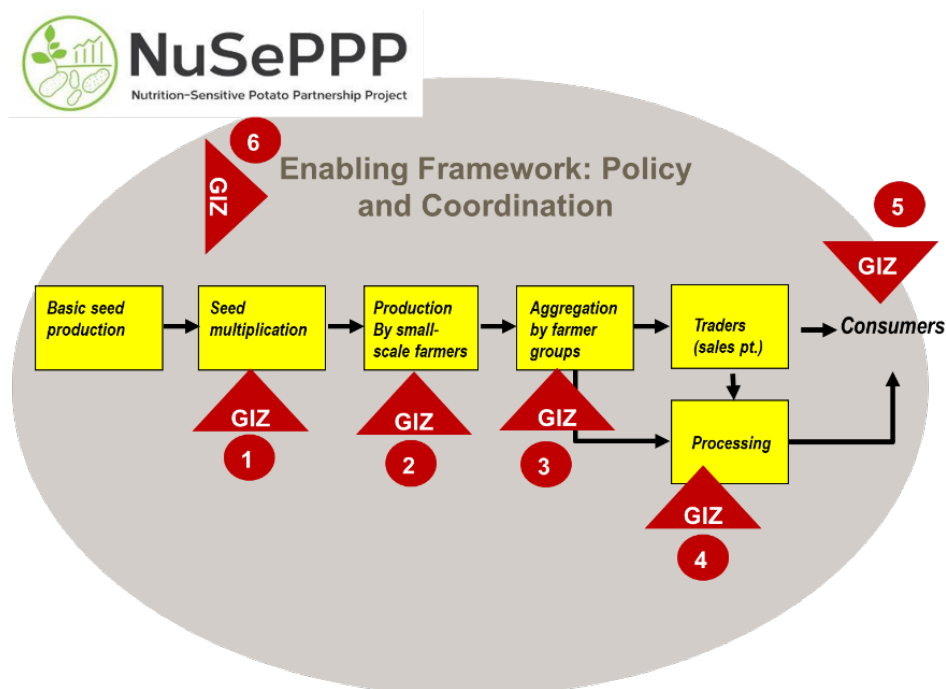 NuSePPP
Nutrition-Sensitive Potato Partnership Project
6
GIZ
Enabling Framework: Policy
and Coordination
5
GIZ
Basic seed
production
Seed
multiplication
Production
By small-
scale farmers
Aggregation
by farmer
groups
Traders
(sales pt.)
Consumers
GIZ
1
GIZ
2
GIZ
3
Processing
GIZ
4